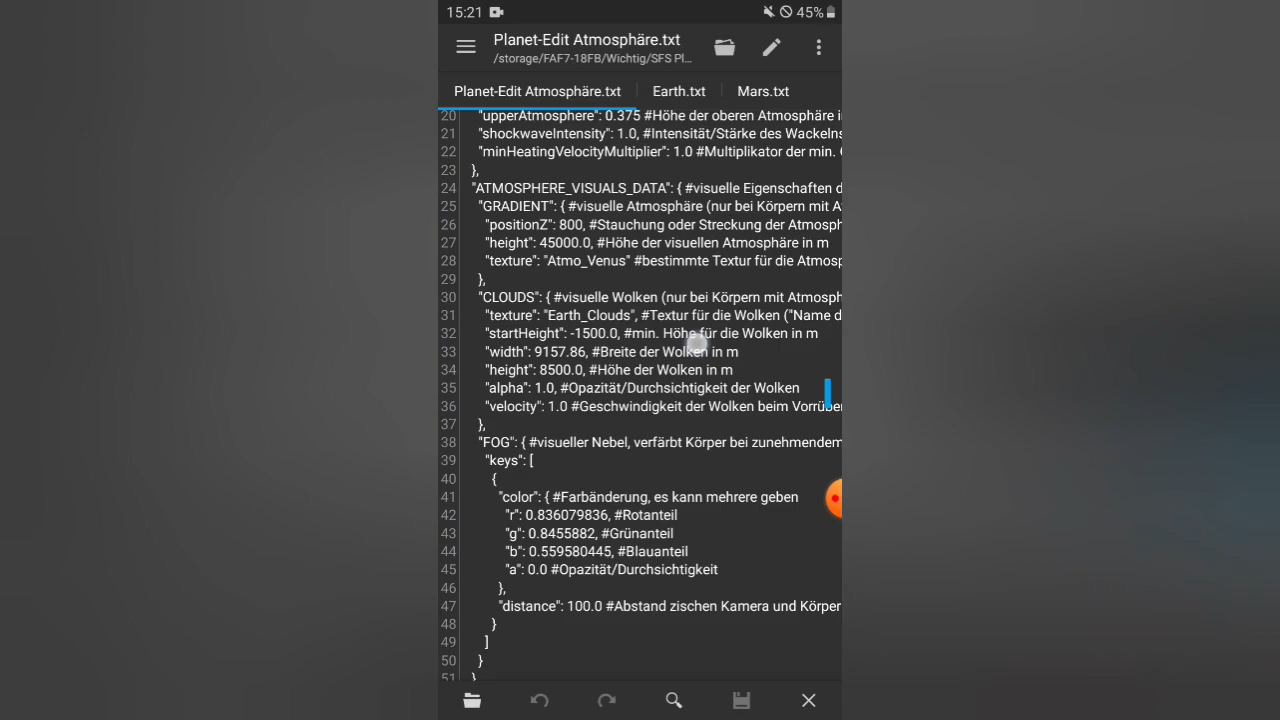 15:21 45%
Planet-Edit Atmosphäre.txt
/storage/FAF7-18FB/Wichtig/SFS Pl...
Planet-Edit Atmosphäre.txt Earth.txt Mars.txt
20 "upperAtmosphere": 0.375 #Höhe der oberen Atmosphäre i
21 "shockwaveIntensity": 1.0, #Intensität/Stärke des Wackelns
22 "minHeatingVelocityMultiplier": 1.0 #Multiplikator der min.
23 },
24 "ATMOSPHERE_VISUALS_DATA": { #visuelle Eigenschaften d
25 "GRADIENT": { #visuelle Atmosphäre (nur bei Körpern mit A
26 "positionZ": 800, #Stauchung oder Streckung der Atmosph
27 "height": 45000.0, #Höhe der visuellen Atmosphäre in m
28 "texture": "Atmo_Venus" #bestimmte Textur für die Atmosp
29 },
30 "CLOUDS": { #visuelle Wolken (nur bei Körpern mit Atmosph
31 "texture": "Earth_Clouds", #Textur für die Wolken ("Name d
32 "startHeight": -1500.0, #min. Höhe für die Wolken in m
33 "width": 9157.86, #Breite der Wolken in m
34 "height": 8500.0, #Höhe der Wolken in m
35 "alpha": 1.0, #Opazität/Durchsichtigkeit der Wolken
36 "velocity": 1.0 #Geschwindigkeit der Wolken beim Vorrübe
37 },
38 "FOG": { #visueller Nebel, verfärbt Körper bei zunehmendem
39 "keys": [
40 {
41 "color": { #Farbänderung, es kann mehrere geben
42 "r": 0.836079836, #Rotanteil
43 "g": 0.8455882, #Grünanteil
44 "b": 0.559580445, #Blauanteil
45 "a": 0.0 #Opazität/Durchsichtigkeit
46 },
47 "distance": 100.0 #Abstand zischen Kamera und Körper
48 }
49 ]
50 }
51 }